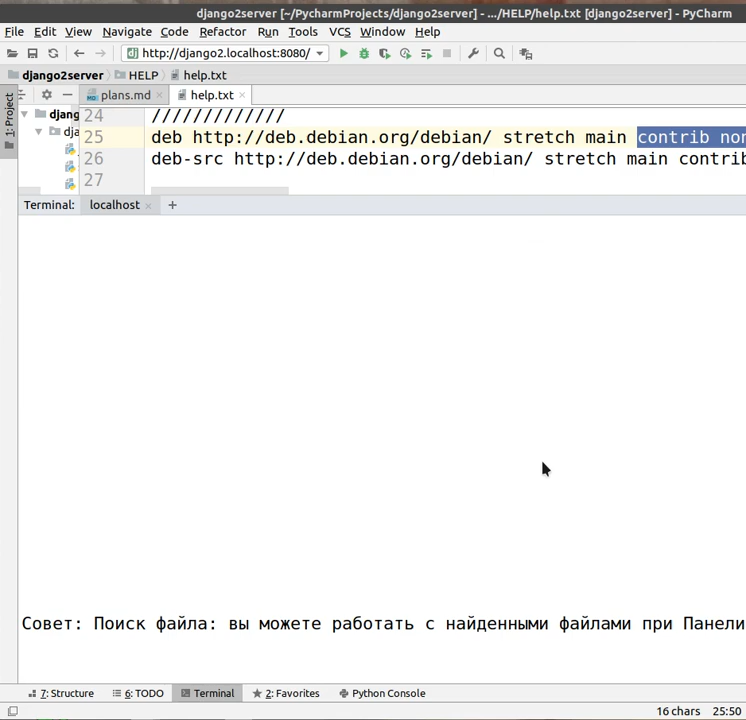 django2server [~/PycharmProjects/django2server] - .../HELP/help.txt [django2server] - PyCharm
File Edit View Navigate Code Refactor Run Tools VCS Window Help
http://django2.localhost:8080/
django2server HELP help.txt
plans.md help.txt
1: Project
24 /////////////
25 deb http://deb.debian.org/debian/ stretch main contrib
26 deb-src http://deb.debian.org/debian/ stretch main
27
Terminal: localhost +
Совет: Поиск файла: вы можете работать с найденными файлами при Панели
7: Structure 6: TODO Terminal 2: Favorites Python Console
16 chars 25:50